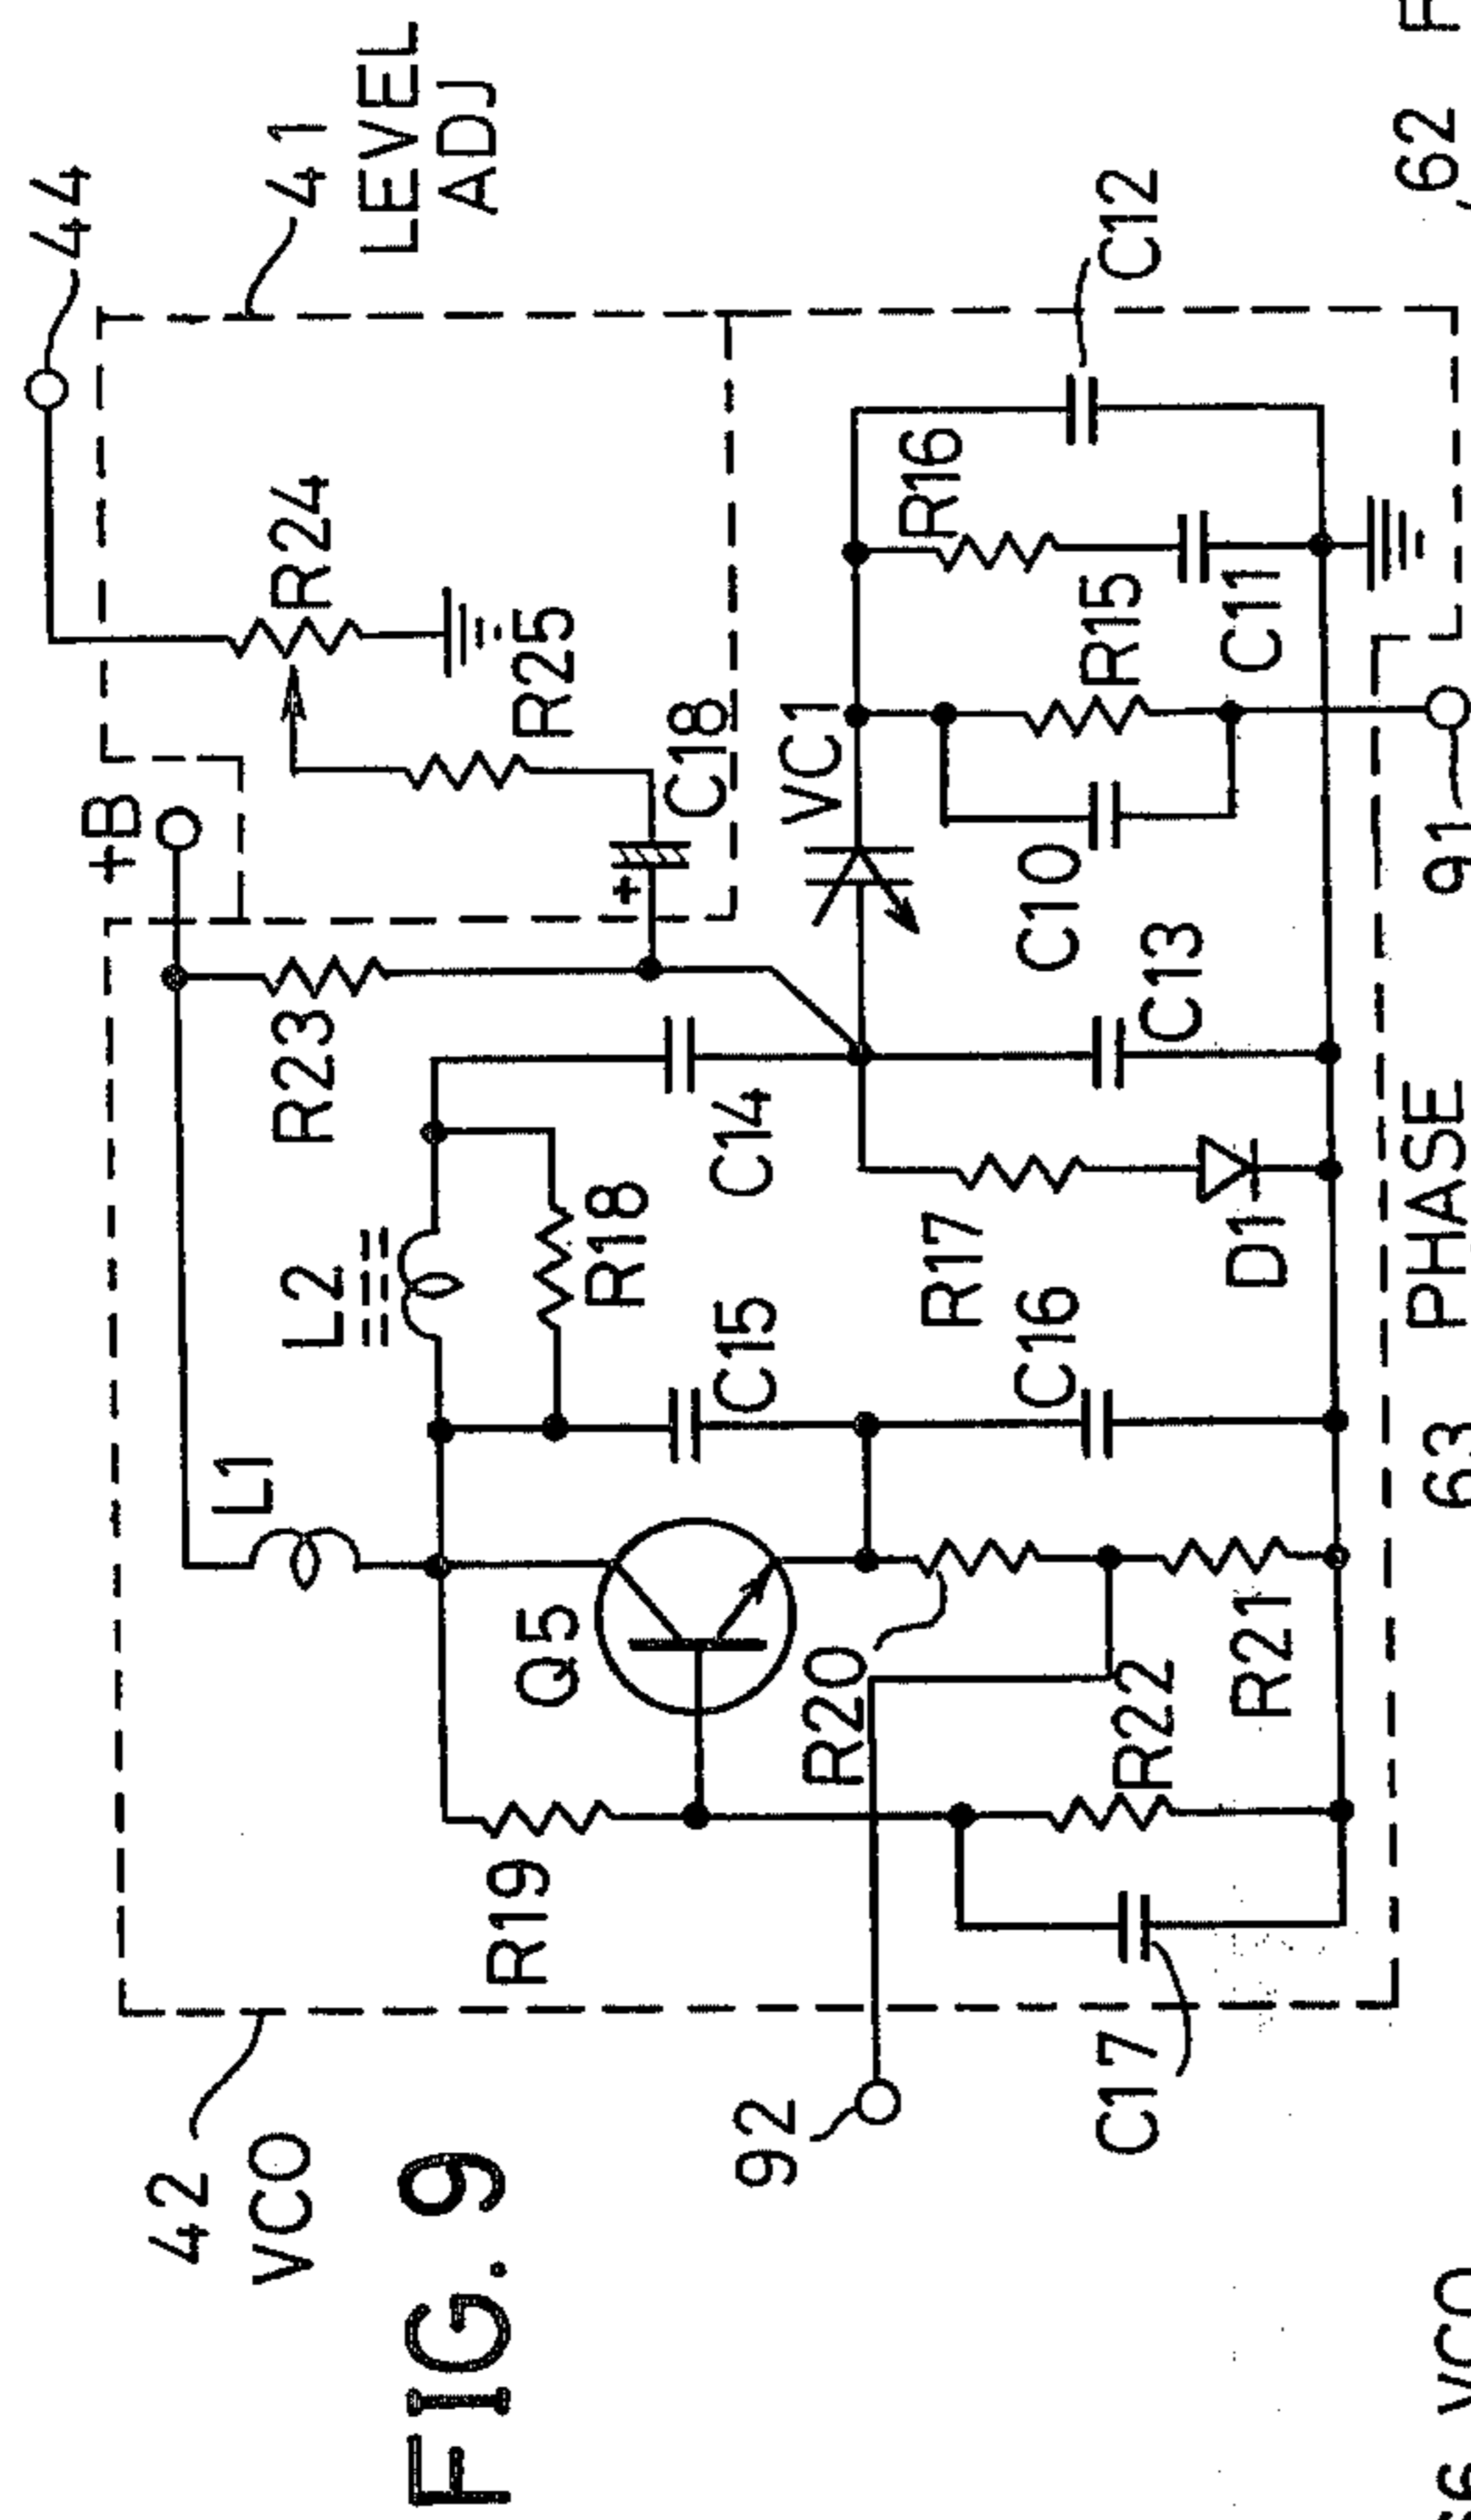 FIG. 9
42
VCO
+B
44
41
LEVEL
ADJ
L1
L2
R23
R24
R25
C18
R19
Q5
C15
R18
C14
VC1
R16
C12
92
R20
R22
R21
C17
C16
R17
D1
C13
C10
R15
C11
91
63
PHASE
62
VCO